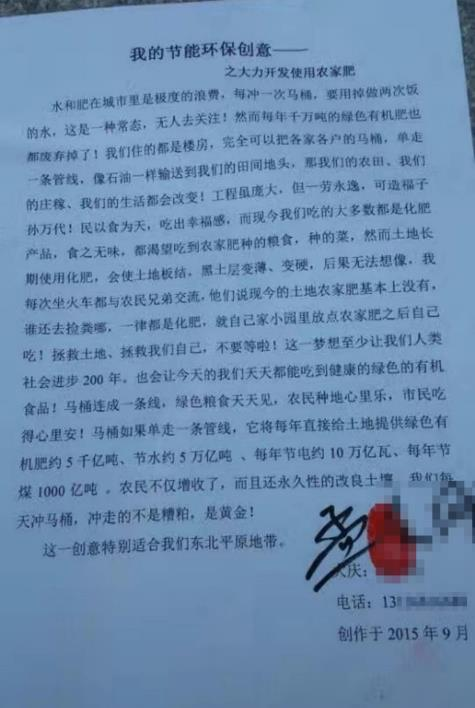 我的节能环保创意——
之大力开发使用农家肥
水和肥在城市里是极度的浪费，每冲一次马桶，要用掉做两次饭
的水，这是一种常态，无人去关注！然而每年千万吨的绿色有机肥也
都废弃掉了！我们住的都是楼房，完全可以把各家各户的马桶，单走
一条管线，像石油一样输送到我们的田间地头，那我们的农田、我们
的庄稼、我们的生活都会改变！工程虽庞大，但一劳永逸，可造福子
孙万代！民以食为天，吃出幸福感，而现今我们吃的大多数都是化肥
产品，食之无味，都渴望吃到农家肥种的粮食，种的菜，然而土地长
期使用化肥，会使土地板结，黑土层变薄、变硬，后果无法想像，我
每次坐火车都与农民兄弟交流，他们说现今的土地农家肥基本上没有，
谁还去捡粪哪，一律都是化肥，就自己家小园里放点农家肥之后自己
吃！拯救土地、拯救我们自己，不要等啦！这一梦想至少让我们人类
社会进步 200 年。也会让今天的我们天天都能吃到健康的绿色的有机
食品！马桶连成一条线，绿色粮食天天见，农民种地心里乐，市民吃
得心里安！马桶如果单走一条管线，它将每年直接给土地提供绿色有
机肥约 5 千亿吨、节水约 5 万亿吨 、每年节电约 10 万亿瓦、每年节
煤 1000 亿吨 。农民不仅增收了，而且还永久性的改良土壤，我们每
天冲马桶，冲走的不是糟粕，是黄金！
这一创意特别适合我们东北平原地带。
大庆：
电话：13
创作于 2015 年 9 月